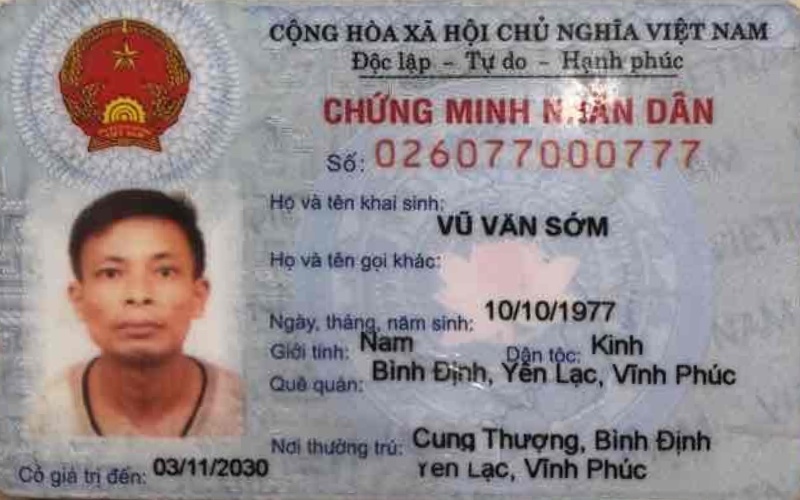 CỘNG HÒA XÃ HỘI CHỦ NGHĨA VIỆT NAM
Độc lập - Tự do - Hạnh phúc
CHỨNG MINH NHÂN DÂN
Số: 026077000777
Họ và tên khai sinh:
VŨ VĂN SỚM
Họ và tên gọi khác:
Ngày, tháng, năm sinh: 10/10/1977
Giới tính: Nam Dân tộc: Kinh
Quê quán: Bình Định, Yên Lạc, Vĩnh Phúc
Nơi thường trú: Cung Thượng, Bình Định
Yên Lạc, Vĩnh Phúc
Có giá trị đến: 03/11/2030